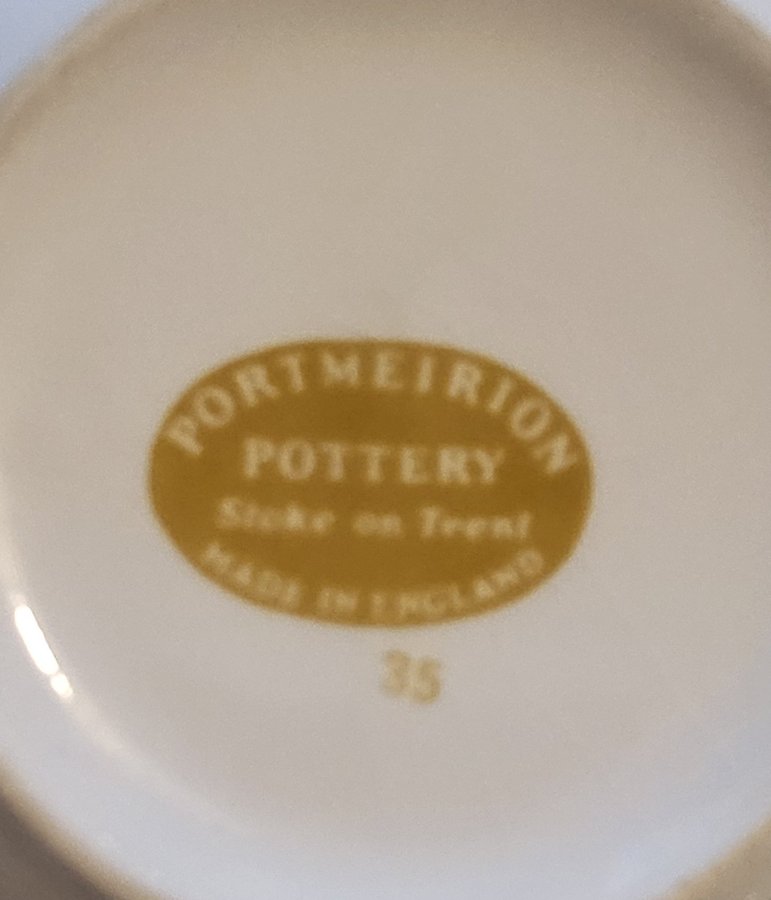 PORTMEIRION
POTTERY
Stoke on Trent
MADE IN ENGLAND
35